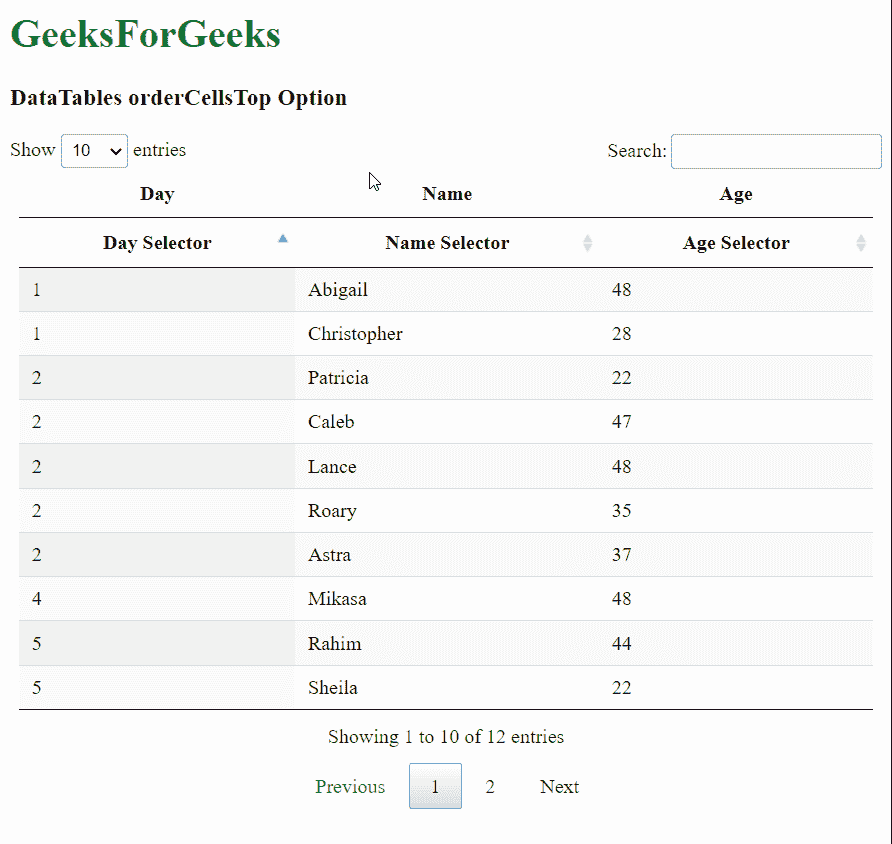 GeeksForGeeks
DataTables orderCellsTop Option
Show 10 entries Search:
Day Name Age
Day Selector Name Selector Age Selector
1 Abigail 48
1 Christopher 28
2 Patricia 22
2 Caleb 47
2 Lance 48
2 Roary 35
2 Astra 37
4 Mikasa 48
5 Rahim 44
5 Sheila 22
Showing 1 to 10 of 12 entries
Previous 1 2 Next